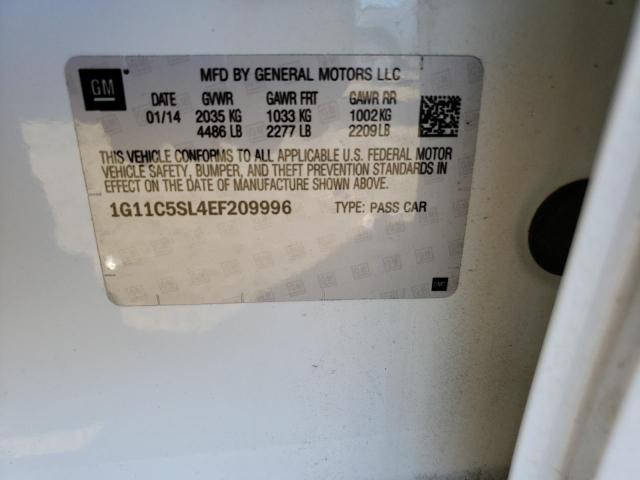 GM
MFD BY GENERAL MOTORS LLC
DATE GVWR GAWR FRT GAWR RR
01/14 2035 KG 1033 KG 1002 KG
4486 LB 2277 LB 2209 LB
THIS VEHICLE CONFORMS TO ALL APPLICABLE U.S. FEDERAL MOTOR
VEHICLE SAFETY, BUMPER, AND THEFT PREVENTION STANDARDS IN
EFFECT ON THE DATE OF MANUFACTURE SHOWN ABOVE.
1G11C5SL4EF209996 TYPE: PASS CAR